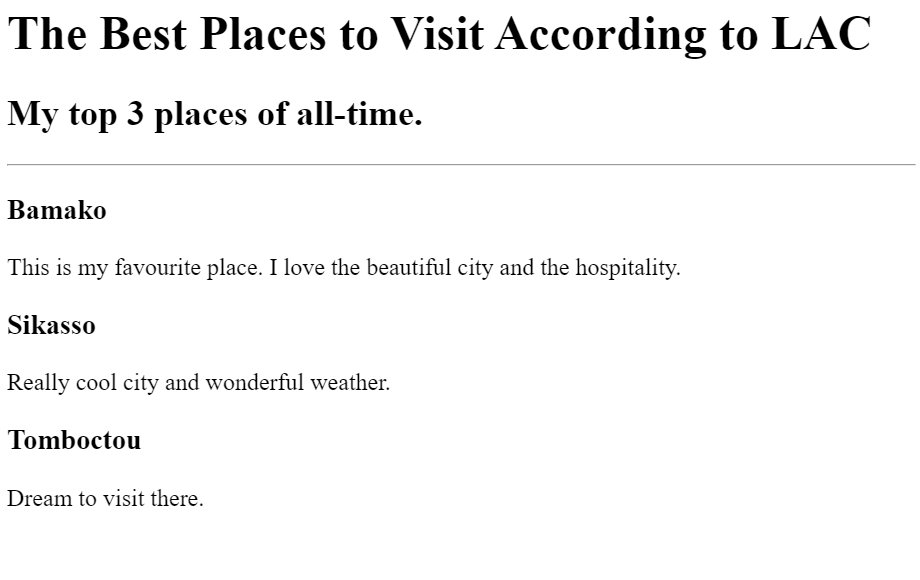 The Best Places to Visit According to LAC
My top 3 places of all-time.
Bamako
This is my favourite place. I love the beautiful city and the hospitality.
Sikasso
Really cool city and wonderful weather.
Tomboctou
Dream to visit there.